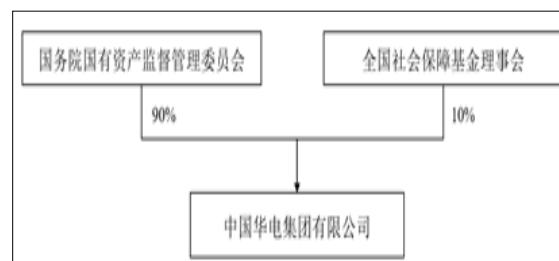 国务院国有资产监督管理委员会
全国社会保障基金理事会
90%
10%
中国华电集团有限公司